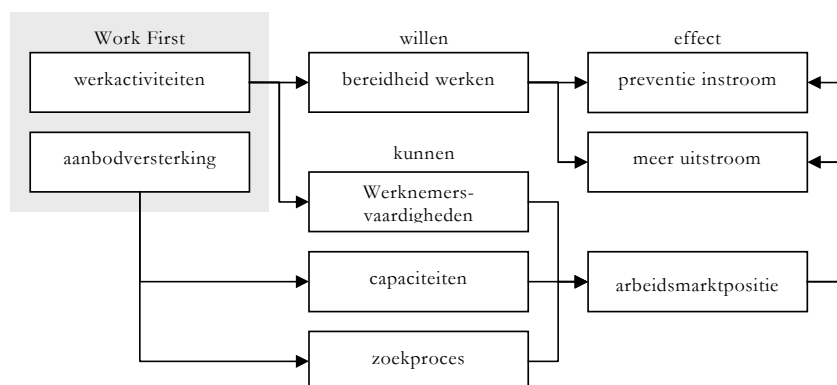 Work First
willen
effect
werkactiviteiten
bereidheid werken
preventie instroom
aanbodversterking
kunnen
meer uitstroom
Werknemers-
vaardigheden
capaciteiten
arbeidsmarktpositie
zoekproces